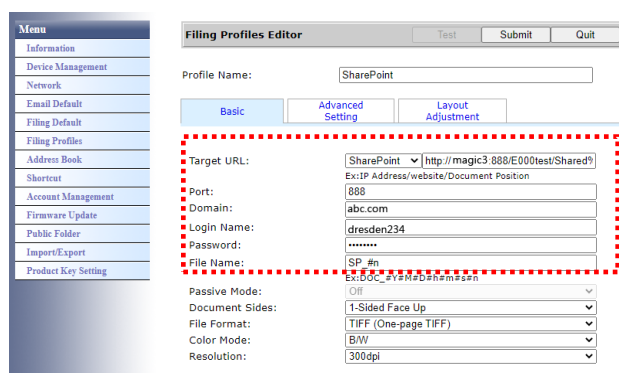 Menu
Information
Device Management
Network
Email Default
Filing Default
Filing Profiles
Address Book
Shortcut
Account Management
Firmware Update
Public Folder
Import/Export
Product Key Setting
Filing Profiles Editor Test Submit Quit
Profile Name: SharePoint
Basic Advanced Setting Layout Adjustment
Target URL: SharePoint http://magic3:888/E000test/Shared%
Ex:IP Address/website/Document Position
Port: 888
Domain: abc.com
Login Name: dresden234
Password: ••••••••
File Name: SP_#n
Ex:DOC_#Y#M#D#h#m#s#n
Passive Mode: Off
Document Sides: 1-Sided Face Up
File Format: TIFF (One-page TIFF)
Color Mode: B/W
Resolution: 300dpi